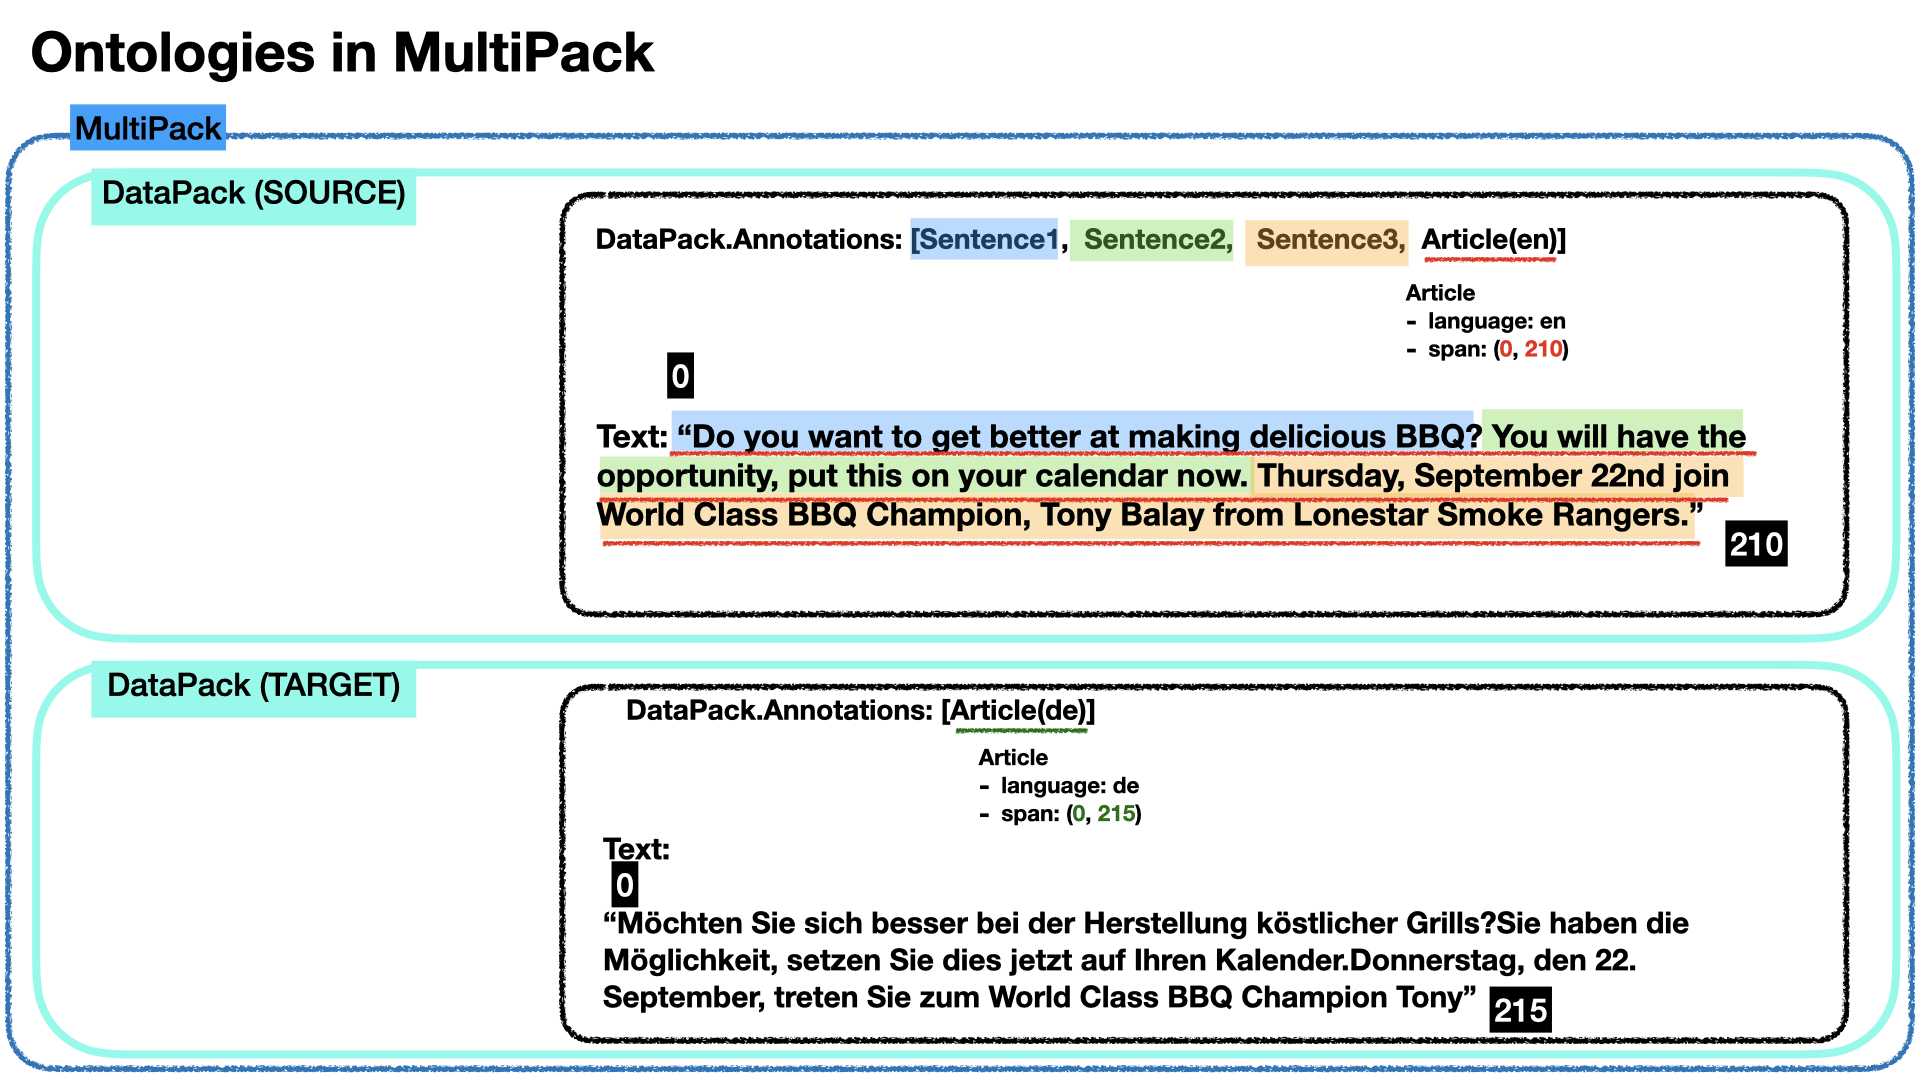 Ontologies in MultiPack
MultiPack
DataPack (SOURCE)
DataPack.Annotations: [Sentence1, Sentence2, Sentence3, Article(en)]
Article
- language: en
- span: (0, 210)
0
Text: “Do you want to get better at making delicious BBQ? You will have the
opportunity, put this on your calendar now. Thursday, September 22nd join
World Class BBQ Champion, Tony Balay from Lonestar Smoke Rangers.”
210
DataPack (TARGET)
DataPack.Annotations: [Article(de)]
Article
- language: de
- span: (0, 215)
Text:
0
“Möchten Sie sich besser bei der Herstellung köstlicher Grills?Sie haben die
Möglichkeit, setzen Sie dies jetzt auf Ihren Kalender.Donnerstag, den 22.
September, treten Sie zum World Class BBQ Champion Tony”
215